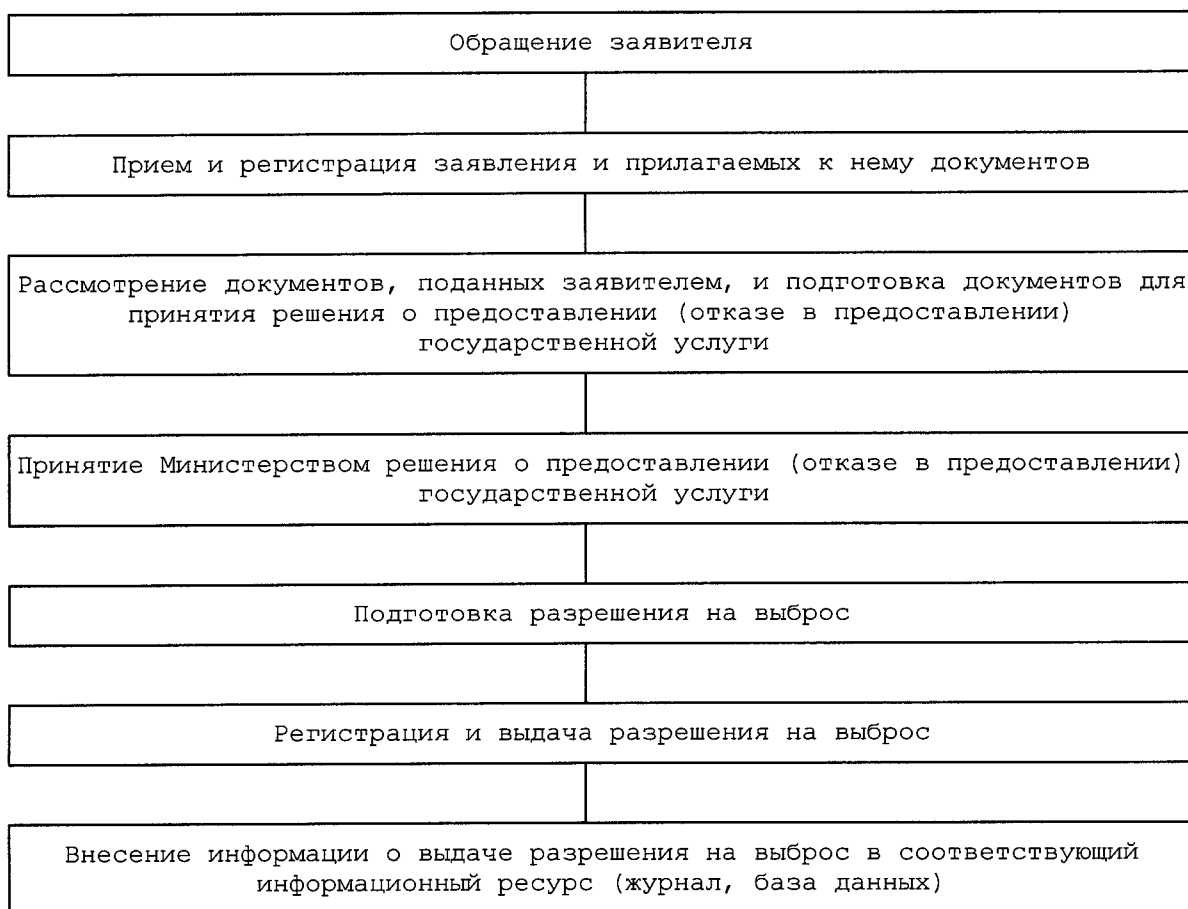 Обращение заявителя
Прием и регистрация заявления и прилагаемых к нему документов
Рассмотрение документов, поданных заявителем, и подготовка документов для
принятия решения о предоставлении (отказе в предоставлении)
государственной услуги
Принятие Министерством решения о предоставлении (отказе в предоставлении)
государственной услуги
Подготовка разрешения на выброс
Регистрация и выдача разрешения на выброс
Внесение информации о выдаче разрешения на выброс в соответствующий
информационный ресурс (журнал, база данных)